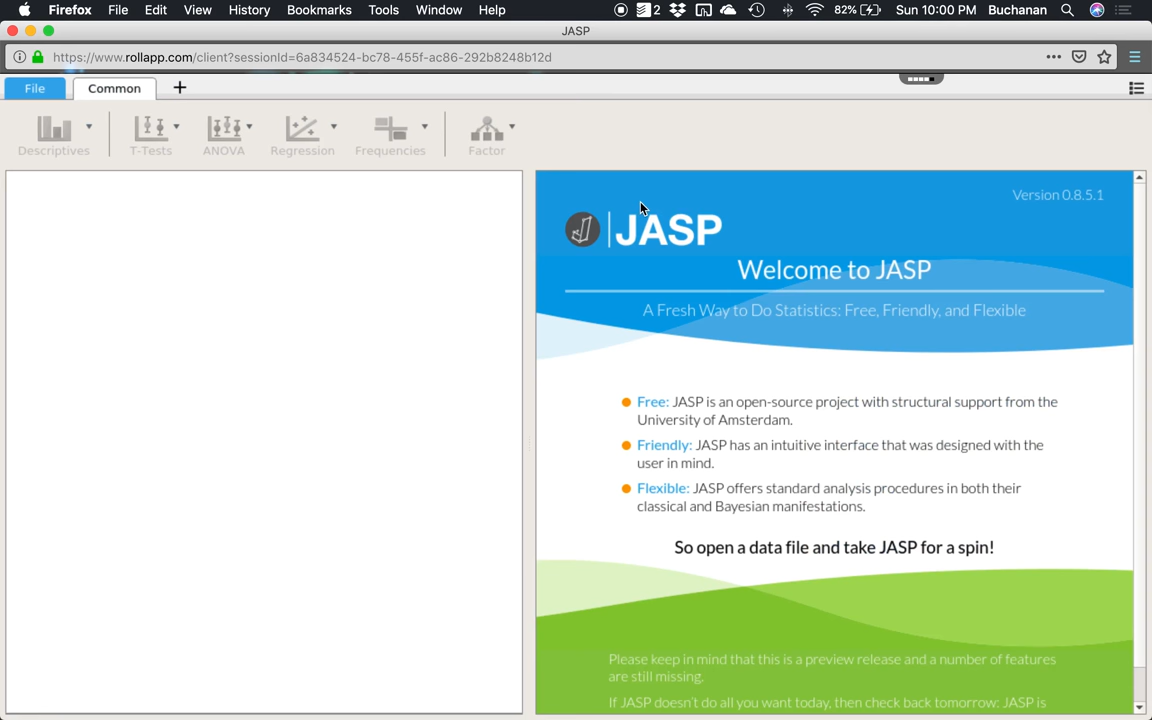 Firefox File Edit View History Bookmarks Tools Window Help 2 82% Sun 10:00 PM Buchanan
JASP
https://www.rollapp.com/client?sessionId=6a834524-bc78-455f-ac86-292b8248b12d
File Common +
Descriptives T-Tests ANOVA Regression Frequencies Factor
Version 0.8.5.1
JASP
Welcome to JASP
A Fresh Way to Do Statistics: Free, Friendly, and Flexible
Free: JASP is an open-source project with structural support from the
University of Amsterdam.
Friendly: JASP has an intuitive interface that was designed with the
user in mind.
Flexible: JASP offers standard analysis procedures in both their
classical and Bayesian manifestations.
So open a data file and take JASP for a spin!
Please keep in mind that this is a preview release and a number of features
are still missing.
If JASP doesn't do all you want today, then check back tomorrow: JASP is